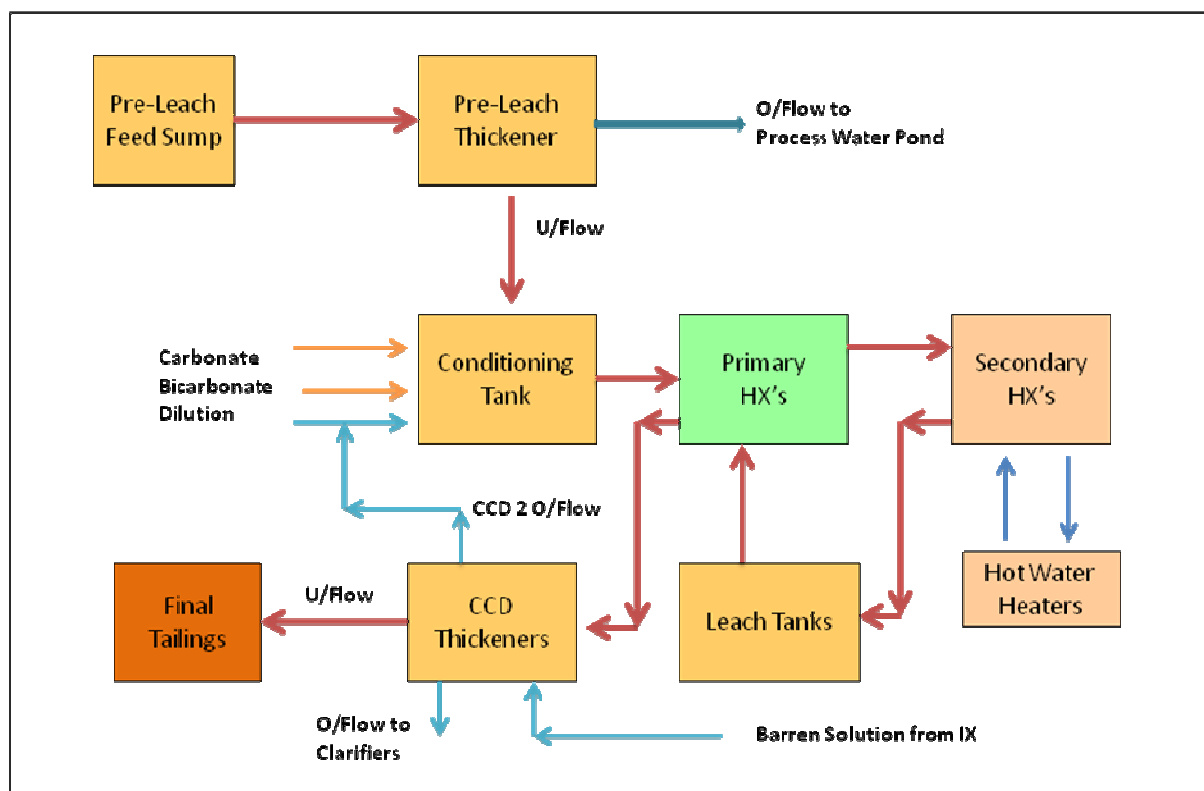 Pre-Leach
Feed Sump
Pre-Leach
Thickener
O/Flow to
Process Water Pond
U/Flow
Carbonate
Bicarbonate
Dilution
Conditioning
Tank
Primary
HX's
Secondary
HX's
CCD 2 O/Flow
Final
Tailings
U/Flow
CCD
Thickeners
Leach Tanks
Hot Water
Heaters
O/Flow to
Clarifiers
Barren Solution from IX